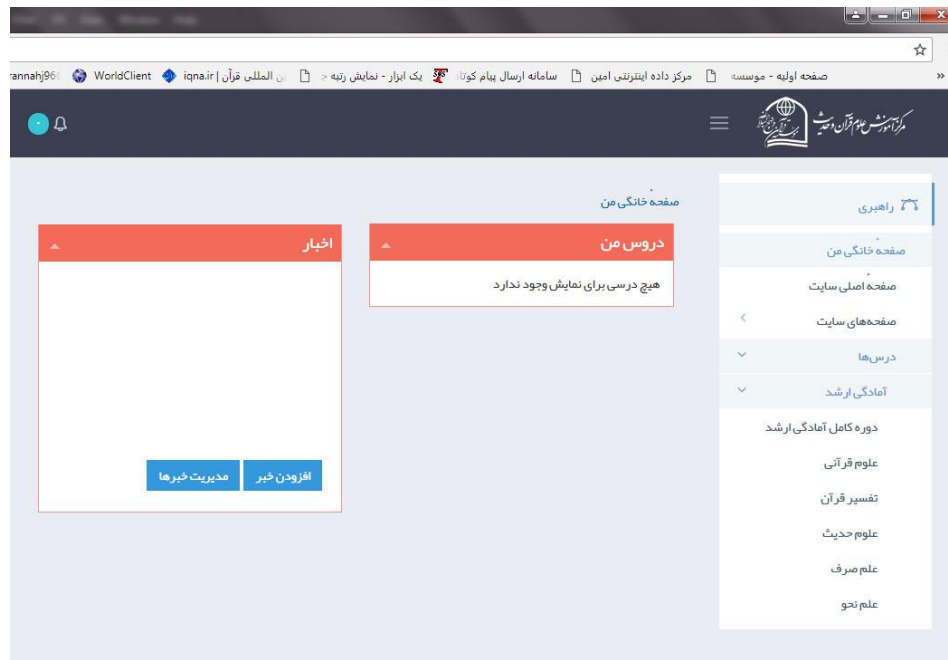 rannahj96
WorldClient
ن المللی قرآن | iqna.ir
یک ابزار - نمایش رتبه
سامانه ارسال پیام کوتاه
مرکز داده اینترنتی امین
صفحه اولیه - موسسه
مرکز آموزش علوم قرآن و حدیث
راهبری
صفحه خانگی من
صفحه اصلی سایت
صفحه‌های سایت
درس‌ها
آمادگی ارشد
دوره کامل آمادگی ارشد
علوم قرآنی
تفسیر قرآن
علوم حدیث
علم صرف
علم نحو
صفحه خانگی من
دروس من
هیچ درسی برای نمایش وجود ندارد
اخبار
افزودن خبر
مدیریت خبرها